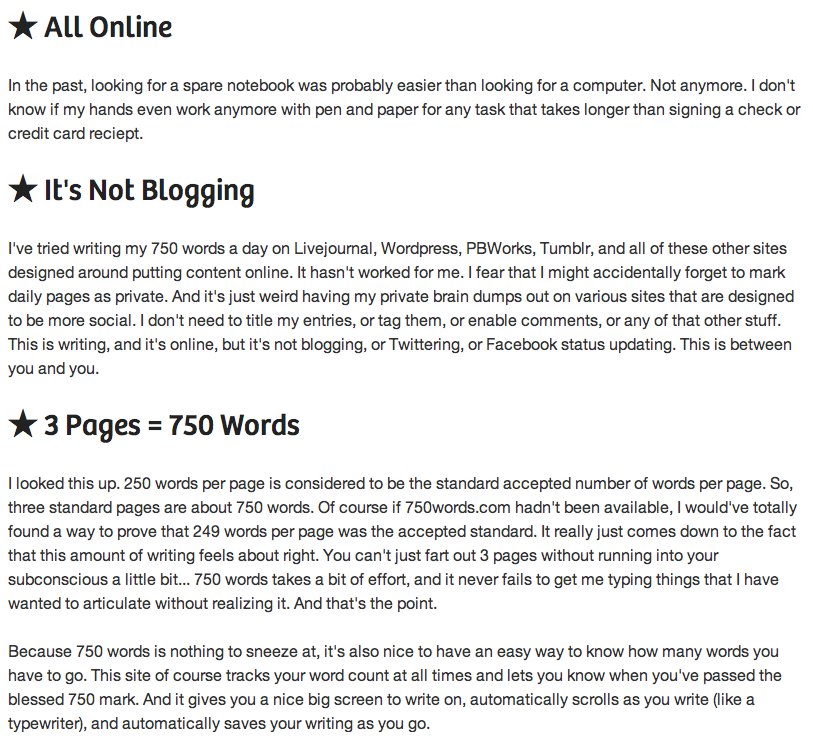 ★ All Online
In the past, looking for a spare notebook was probably easier than looking for a computer. Not anymore. I don't
know if my hands even work anymore with pen and paper for any task that takes longer than signing a check or
credit card reciept.
★ It's Not Blogging
I've tried writing my 750 words a day on Livejournal, Wordpress, PBWorks, Tumblr, and all of these other sites
designed around putting content online. It hasn't worked for me. I fear that I might accidentally forget to mark
daily pages as private. And it's just weird having my private brain dumps out on various sites that are designed
to be more social. I don't need to title my entries, or tag them, or enable comments, or any of that other stuff.
This is writing, and it's online, but it's not blogging, or Twittering, or Facebook status updating. This is between
you and you.
★ 3 Pages = 750 Words
I looked this up. 250 words per page is considered to be the standard accepted number of words per page. So,
three standard pages are about 750 words. Of course if 750words.com hadn't been available, I would've totally
found a way to prove that 249 words per page was the accepted standard. It really just comes down to the fact
that this amount of writing feels about right. You can't just fart out 3 pages without running into your
subconscious a little bit... 750 words takes a bit of effort, and it never fails to get me typing things that I have
wanted to articulate without realizing it. And that's the point.
Because 750 words is nothing to sneeze at, it's also nice to have an easy way to know how many words you
have to go. This site of course tracks your word count at all times and lets you know when you've passed the
blessed 750 mark. And it gives you a nice big screen to write on, automatically scrolls as you write (like a
typewriter), and automatically saves your writing as you go.